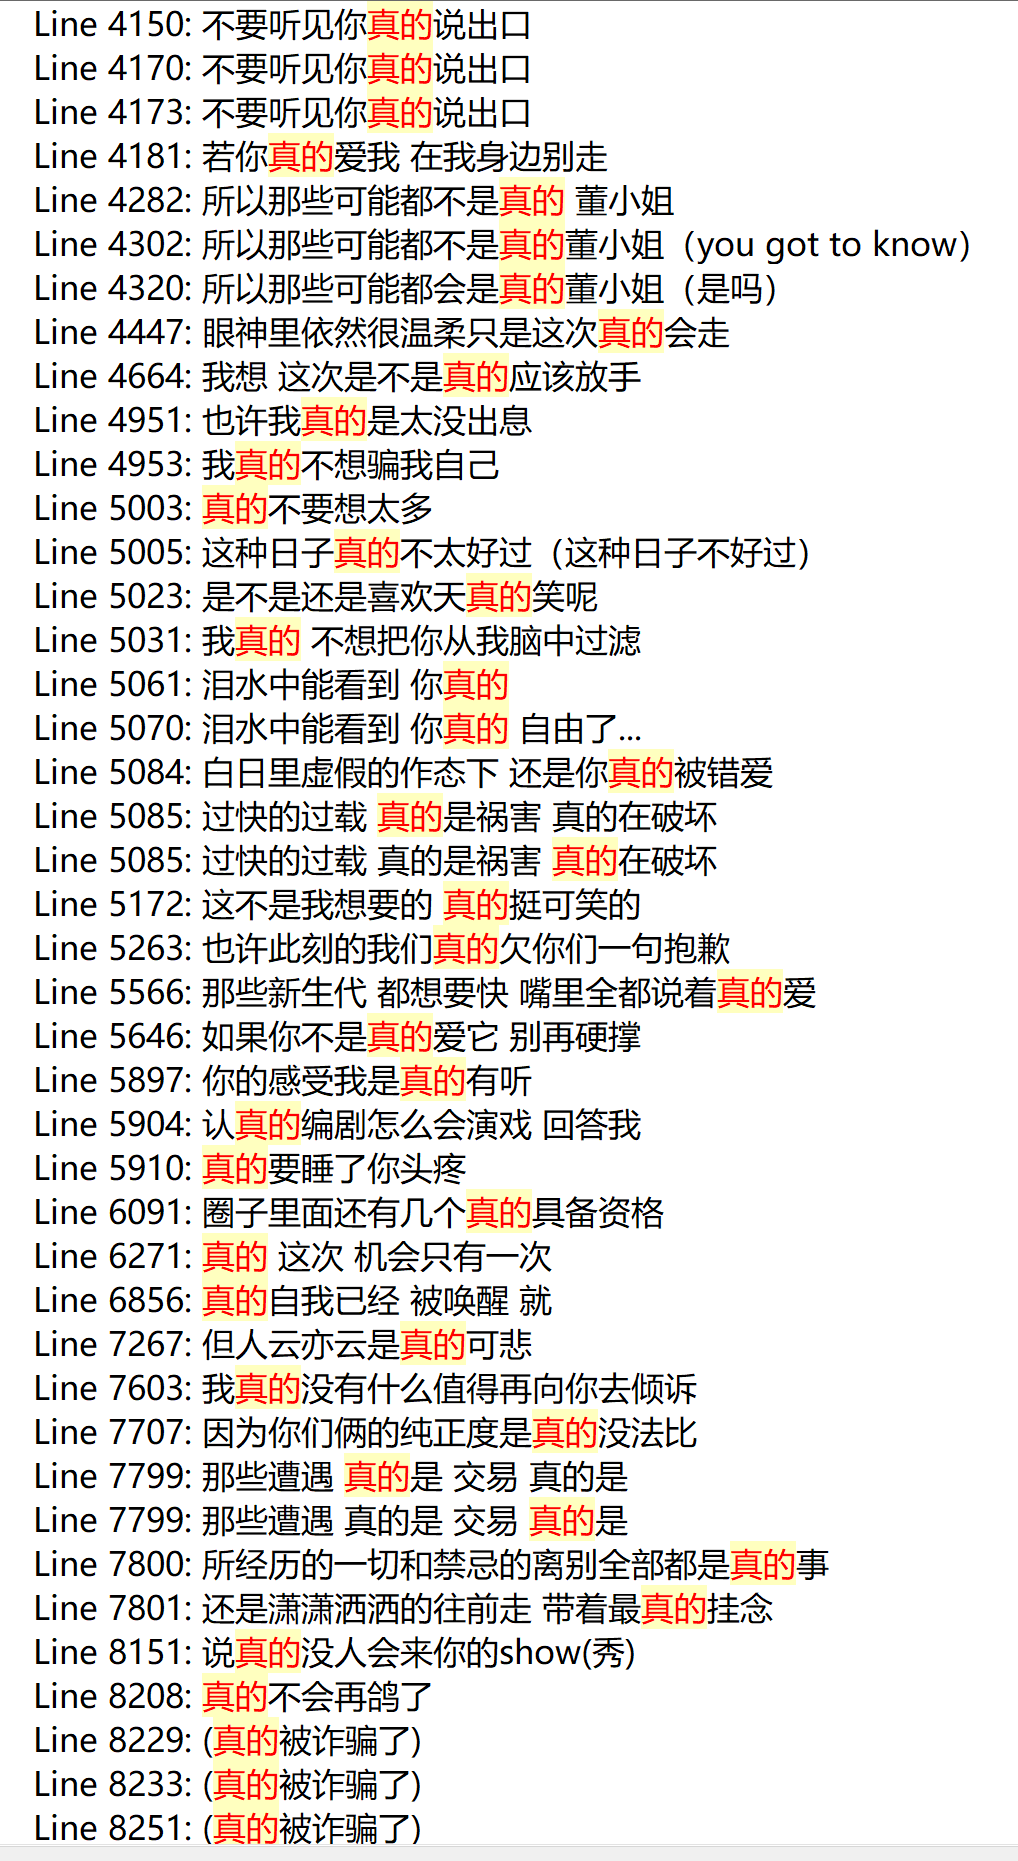 Line 4150: 不要听见你真的说出口
Line 4170: 不要听见你真的说出口
Line 4173: 不要听见你真的说出口
Line 4181: 若你真的爱我 在我身边别走
Line 4282: 所以那些可能都不是真的 董小姐
Line 4302: 所以那些可能都不是真的董小姐（you got to know）
Line 4320: 所以那些可能都会是真的董小姐（是吗）
Line 4447: 眼神里依然很温柔只是这次真的会走
Line 4664: 我想 这次是不是真的应该放手
Line 4951: 也许我真的是太没出息
Line 4953: 我真的不想骗我自己
Line 5003: 真的不要想太多
Line 5005: 这种日子真的不太好过（这种日子不好过）
Line 5023: 是不是还是喜欢天真的笑呢
Line 5031: 我真的 不想把你从我脑中过滤
Line 5061: 泪水中能看到 你真的
Line 5070: 泪水中能看到 你真的 自由了...
Line 5084: 白日里虚假的作态下 还是你真的被错爱
Line 5085: 过快的过载 真的是祸害 真的在破坏
Line 5085: 过快的过载 真的是祸害 真的在破坏
Line 5172: 这不是我想要的 真的挺可笑的
Line 5263: 也许此刻的我们真的欠你们一句抱歉
Line 5566: 那些新生代 都想要快 嘴里全都说着真的爱
Line 5646: 如果你不是真的爱它 别再硬撑
Line 5897: 你的感受我是真的有听
Line 5904: 认真的编剧怎么会演戏 回答我
Line 5910: 真的要睡了你头疼
Line 6091: 圈子里面还有几个真的具备资格
Line 6271: 真的 这次 机会只有一次
Line 6856: 真的自我已经 被唤醒 就
Line 7267: 但人云亦云是真的可悲
Line 7603: 我真的没有什么值得再向你去倾诉
Line 7707: 因为你们俩的纯正度是真的没法比
Line 7799: 那些遭遇 真的是 交易 真的是
Line 7799: 那些遭遇 真的是 交易 真的是
Line 7800: 所经历的一切和禁忌的离别全部都是真的事
Line 7801: 还是潇潇洒洒的往前走 带着最真的挂念
Line 8151: 说真的没人会来你的show(秀)
Line 8208: 真的不会再鸽了
Line 8229: (真的被诈骗了)
Line 8233: (真的被诈骗了)
Line 8251: (真的被诈骗了)